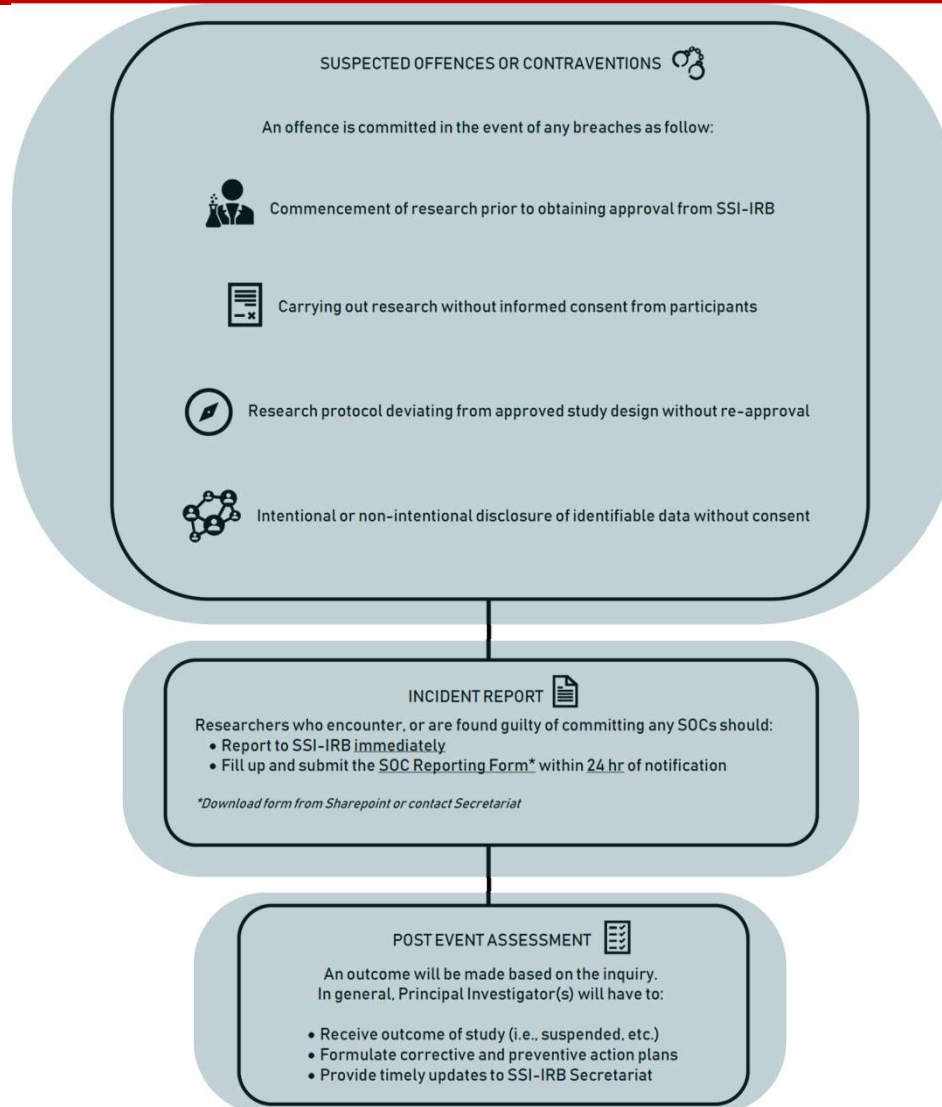 SUSPECTED OFFENCES OR CONTRAVENTIONS
An offence is committed in the event of any breaches as follow:
Commencement of research prior to obtaining approval from SSI-IRB
Carrying out research without informed consent from participants
Research protocol deviating from approved study design without re-approval
Intentional or non-intentional disclosure of identifiable data without consent
INCIDENT REPORT
Researchers who encounter, or are found guilty of committing any SOCs should:
• Report to SSI-IRB immediately
• Fill up and submit the SOC Reporting Form* within 24 hr of notification
*Download form from Sharepoint or contact Secretariat
POST EVENT ASSESSMENT
An outcome will be made based on the inquiry.
In general, Principal Investigator(s) will have to:
• Receive outcome of study (i.e., suspended, etc.)
• Formulate corrective and preventive action plans
• Provide timely updates to SSI-IRB Secretariat